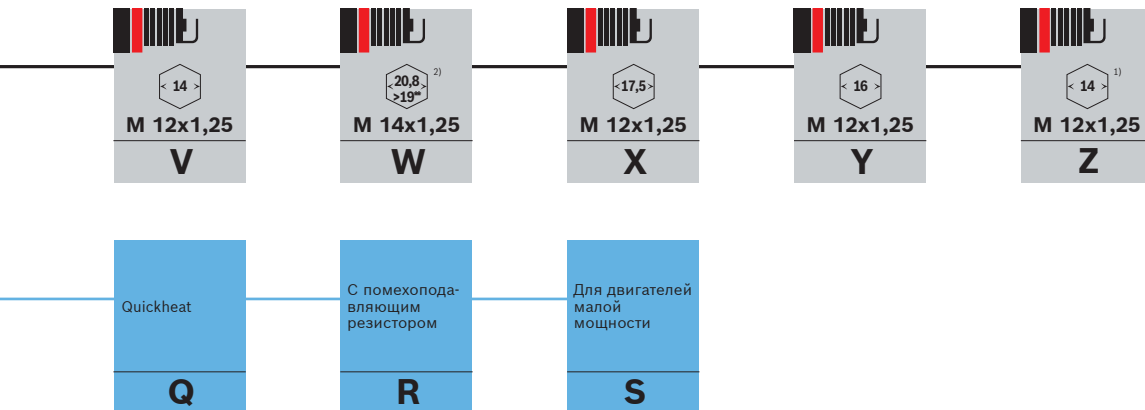 < 14 >
M 12x1,25
V
<20,8> 2)
>19**
M 14x1,25
W
<17,5>
M 12x1,25
X
< 16 >
M 12x1,25
Y
< 14 > 1)
M 12x1,25
Z
Quickheat
Q
С помехопода-
вляющим
резистором
R
Для двигателей
малой
мощности
S